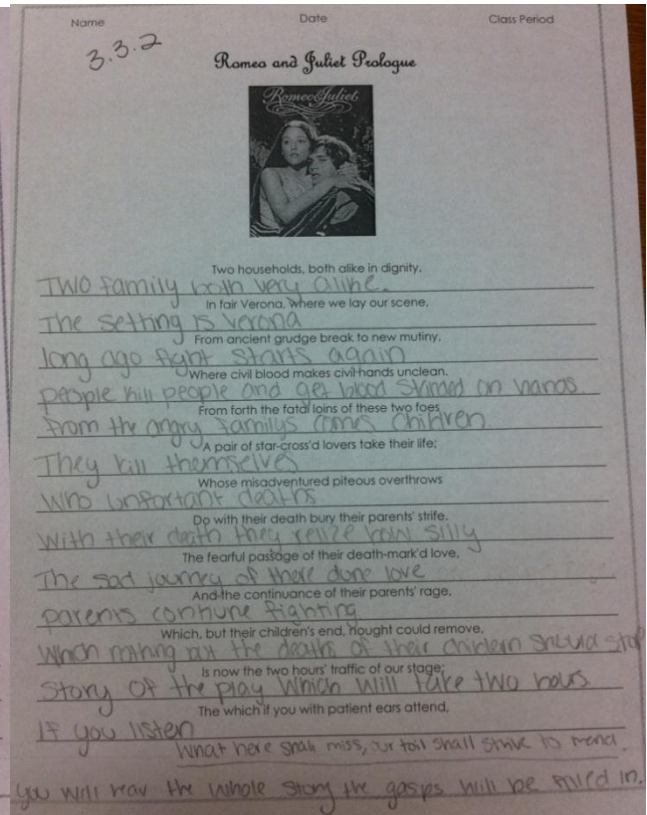 Name Date Class Period
3.3.2
Romeo and Juliet Prologue
Romeo & Juliet
Two households, both alike in dignity,
Two family both very alike.
In fair Verona, where we lay our scene,
The setting is verona
From ancient grudge break to new mutiny,
long ago fight starts again
Where civil blood makes civil hands unclean.
people kill people and get blood on hands
From forth the fatal loins of these two foes
from the angry familys comes children
A pair of star-cross'd lovers take their life;
They kill themselves
Whose misadventured piteous overthrows
Who unfortant deaths
Do with their death bury their parents' strife.
With their death they relize how silly
The fearful passage of their death-mark'd love,
The sad journey of there done love
And the continuance of their parents' rage,
parents contiune fighting
Which, but their children's end, nought could remove,
Which nothing but the deaths of their childern should stop
Is now the two hours' traffic of our stage;
Story of the play which will take two hours.
The which if you with patient ears attend,
If you listen
What here shall miss, our toil shall strive to mend.
you will hear the whole story the gasps will be filled in.